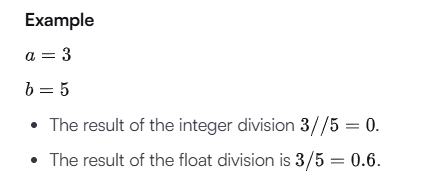 Example
a = 3
b = 5
• The result of the integer division 3//5 = 0.
• The result of the float division is 3/5 = 0.6.